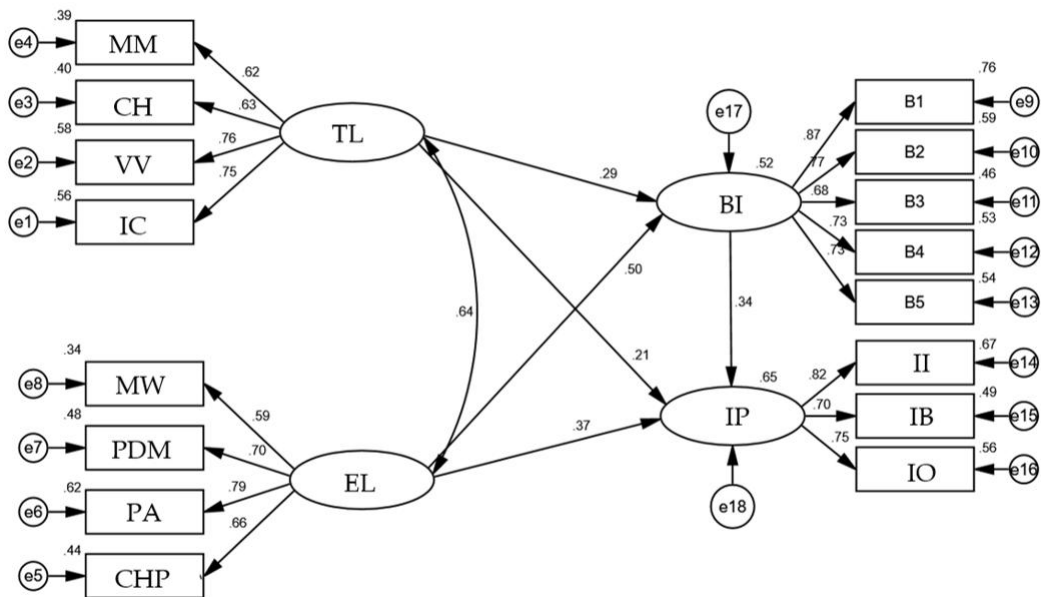 .39
e4
MM
.62
.40
e3
CH
.63
.58
e2
VV
.76
.56
e1
IC
.75
TL
.34
e8
MW
.59
.48
e7
PDM
.70
.62
e6
PA
.79
.44
e5
CHP
.66
EL
.64
.29
.50
.21
.37
e17
.52
BI
.34
.65
IP
e18
.76
.87
B1
e9
.59
.77
B2
e10
.46
.68
B3
e11
.53
.73
B4
e12
.54
.73
B5
e13
.67
.82
II
e14
.49
.70
IB
e15
.56
.75
IO
e16